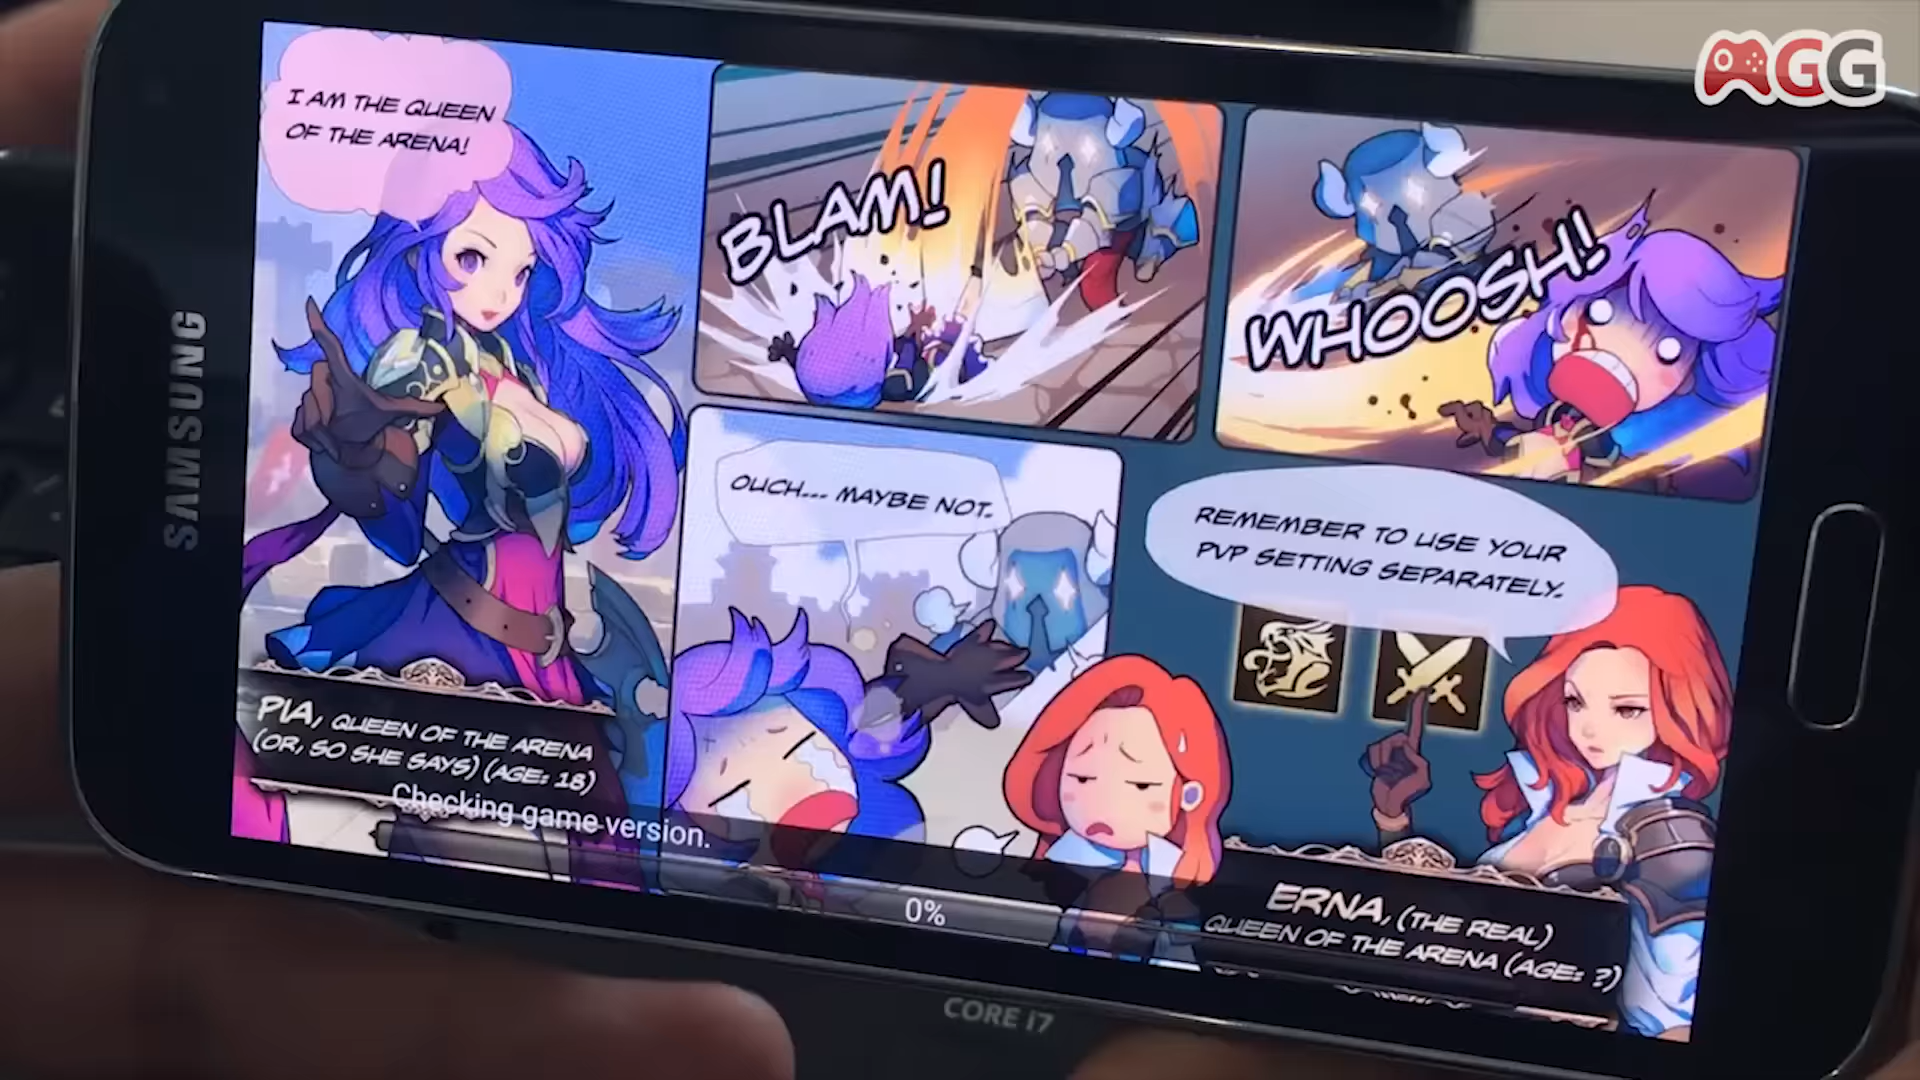 GG
SAMSUNG
I AM THE QUEEN
OF THE ARENA!
BLAM!
WHOOSH!
OUCH... MAYBE NOT.
REMEMBER TO USE YOUR
PVP SETTING SEPARATELY.
PIA, QUEEN OF THE ARENA
(OR, SO SHE SAYS) (AGE: 18)
Checking game version.
0%
ERNA, (THE REAL)
QUEEN OF THE ARENA (AGE: ?)
CORE i7